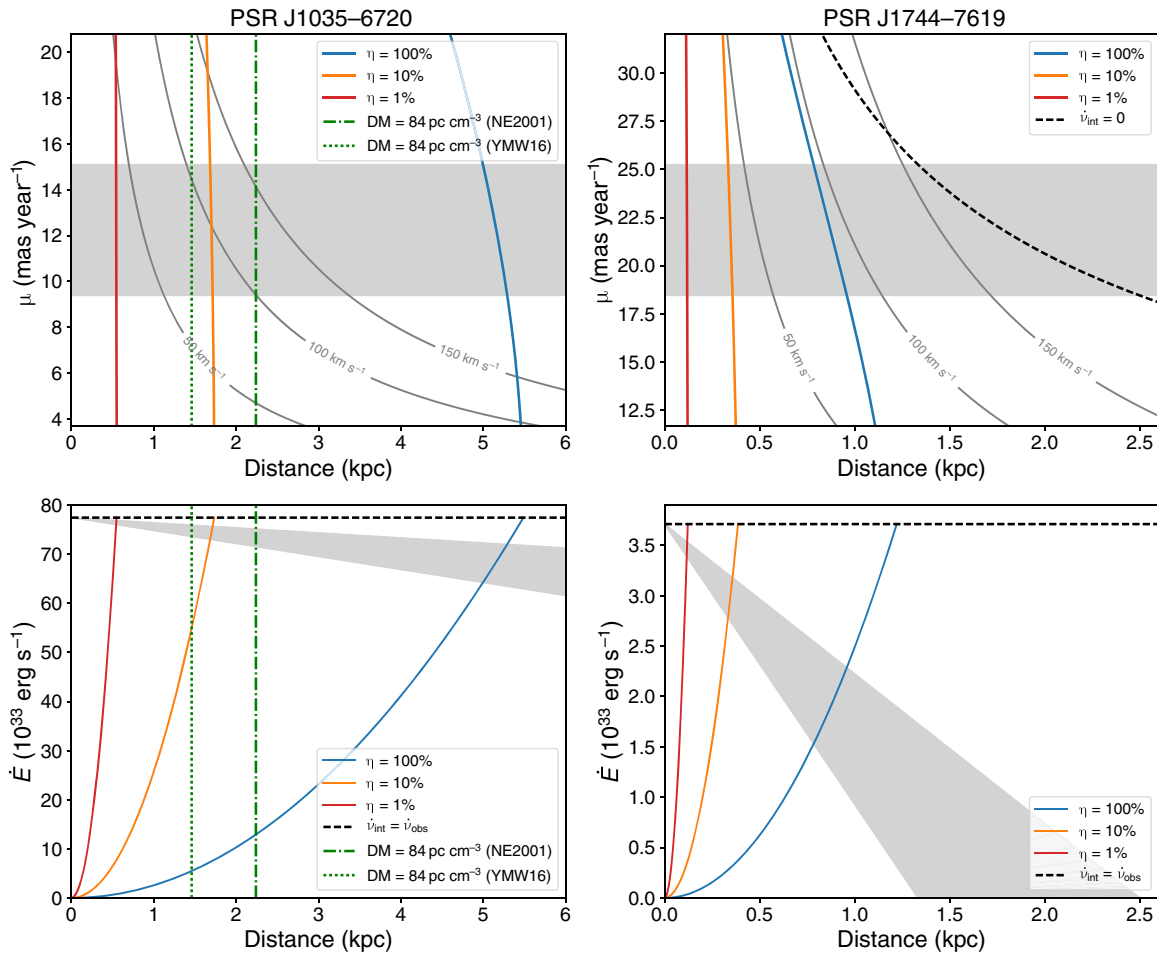 PSR J1035–6720
20
18
16
14
12
10
8
6
4
μ (mas year⁻¹)
η = 100%
η = 10%
η = 1%
DM = 84 pc cm⁻³ (NE2001)
DM = 84 pc cm⁻³ (YMW16)
50 km s⁻¹
100 km s⁻¹
150 km s⁻¹
0 1 2 3 4 5 6
Distance (kpc)
PSR J1744–7619
30.0
27.5
25.0
22.5
20.0
17.5
15.0
12.5
μ (mas year⁻¹)
η = 100%
η = 10%
η = 1%
ν̇int = 0
50 km s⁻¹
100 km s⁻¹
150 km s⁻¹
0.0 0.5 1.0 1.5 2.0 2.5
Distance (kpc)
80
70
60
50
40
30
20
10
0
Ė (10³³ erg s⁻¹)
η = 100%
η = 10%
η = 1%
ν̇int = ν̇obs
DM = 84 pc cm⁻³ (NE2001)
DM = 84 pc cm⁻³ (YMW16)
0 1 2 3 4 5 6
Distance (kpc)
3.5
3.0
2.5
2.0
1.5
1.0
0.5
0.0
Ė (10³³ erg s⁻¹)
η = 100%
η = 10%
η = 1%
ν̇int = ν̇obs
0.0 0.5 1.0 1.5 2.0 2.5
Distance (kpc)